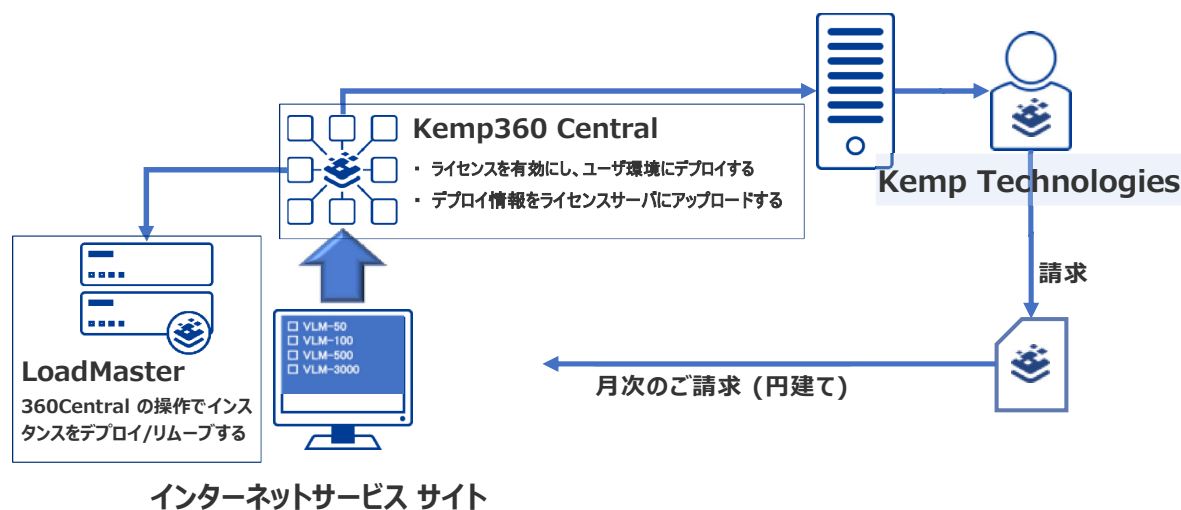 Kemp360 Central
・ ライセンスを有効にし、ユーザ環境にデプロイする
・ デプロイ情報をライセンスサーバにアップロードする
Kemp Technologies
請求
VLM-50
VLM-100
VLM-500
VLM-3000
LoadMaster
360Central の操作でインス
タンスをデプロイ/リムーブする
月次のご請求 (円建て)
インターネットサービス サイト